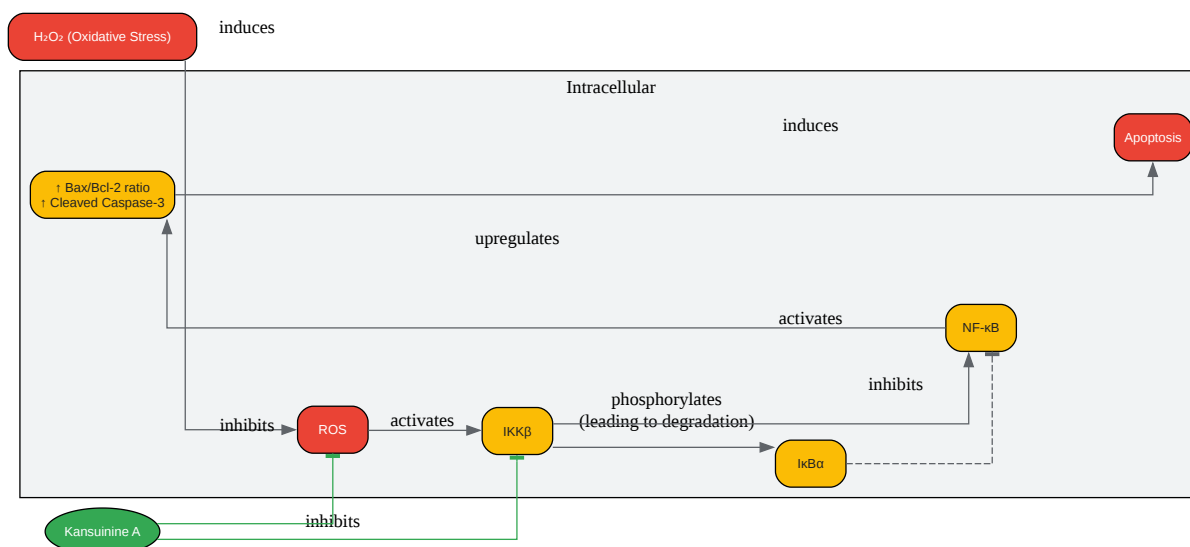 H₂O₂ (Oxidative Stress)
induces
Intracellular
induces
Apoptosis
↑ Bax/Bcl-2 ratio
↑ Cleaved Caspase-3
upregulates
activates
NF-κB
inhibits
phosphorylates
(leading to degradation)
inhibits
ROS
activates
IKKβ
IκBα
inhibits
Kansuinine A